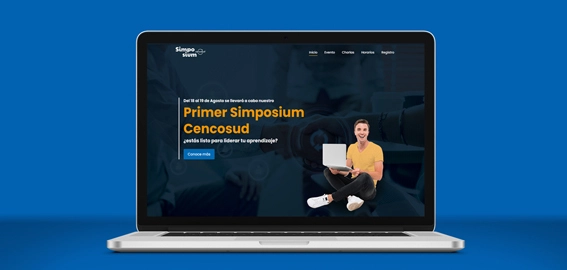 Simpo
sium
Inicio Evento Charlas Horarios Registro
Del 18 al 19 de Agosto se llevará a cabo nuestro
Primer Simposium
Cencosud
¿estás listo para liderar tu aprendizaje?
Conoce más